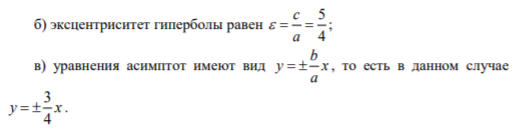 б) эксцентриситет гиперболы равен ε = c/a = 5/4;
в) уравнения асимптот имеют вид y = ± b/a x, то есть в данном случае
y = ± 3/4 x.